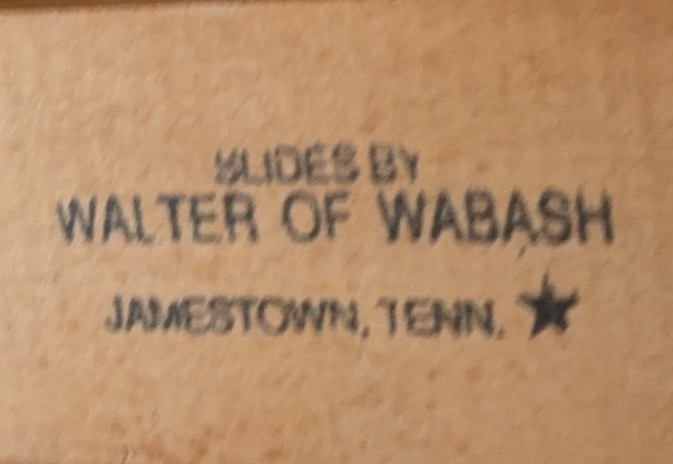 SLIDES BY
WALTER OF WABASH
JAMESTOWN, TENN. ★